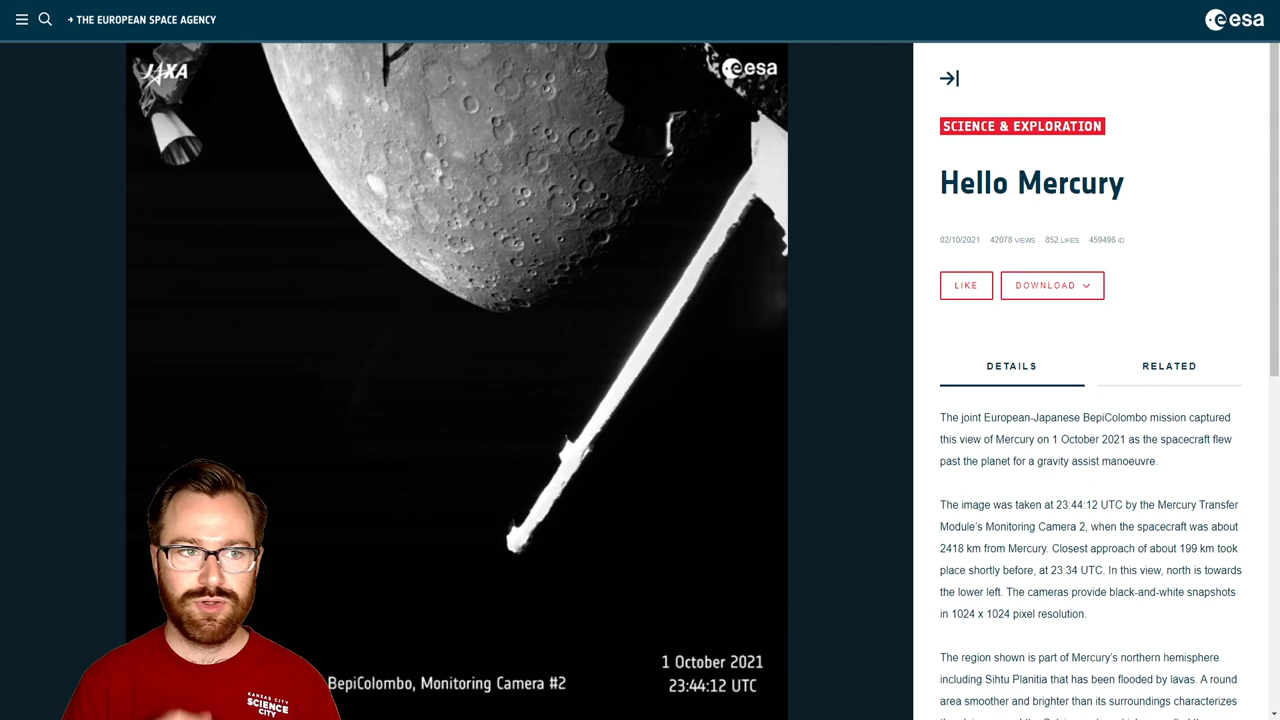 → THE EUROPEAN SPACE AGENCY
esa
JAXA
esa
SCIENCE & EXPLORATION
Hello Mercury
02/10/2021 42078 VIEWS 852 LIKES 459496 ID
LIKE
DOWNLOAD
DETAILS
RELATED
The joint European-Japanese BepiColombo mission captured
this view of Mercury on 1 October 2021 as the spacecraft flew
past the planet for a gravity assist manoeuvre.
The image was taken at 23:44:12 UTC by the Mercury Transfer
Module's Monitoring Camera 2, when the spacecraft was about
2418 km from Mercury. Closest approach of about 199 km took
place shortly before, at 23:34 UTC. In this view, north is towards
the lower left. The cameras provide black-and-white snapshots
in 1024 x 1024 pixel resolution.
The region shown is part of Mercury's northern hemisphere
including Sihtu Planitia that has been flooded by lavas. A round
area smoother and brighter than its surroundings characterizes
BepiColombo, Monitoring Camera #2
1 October 2021
23:44:12 UTC
KANSAS CITY
SCIENCE
CITY